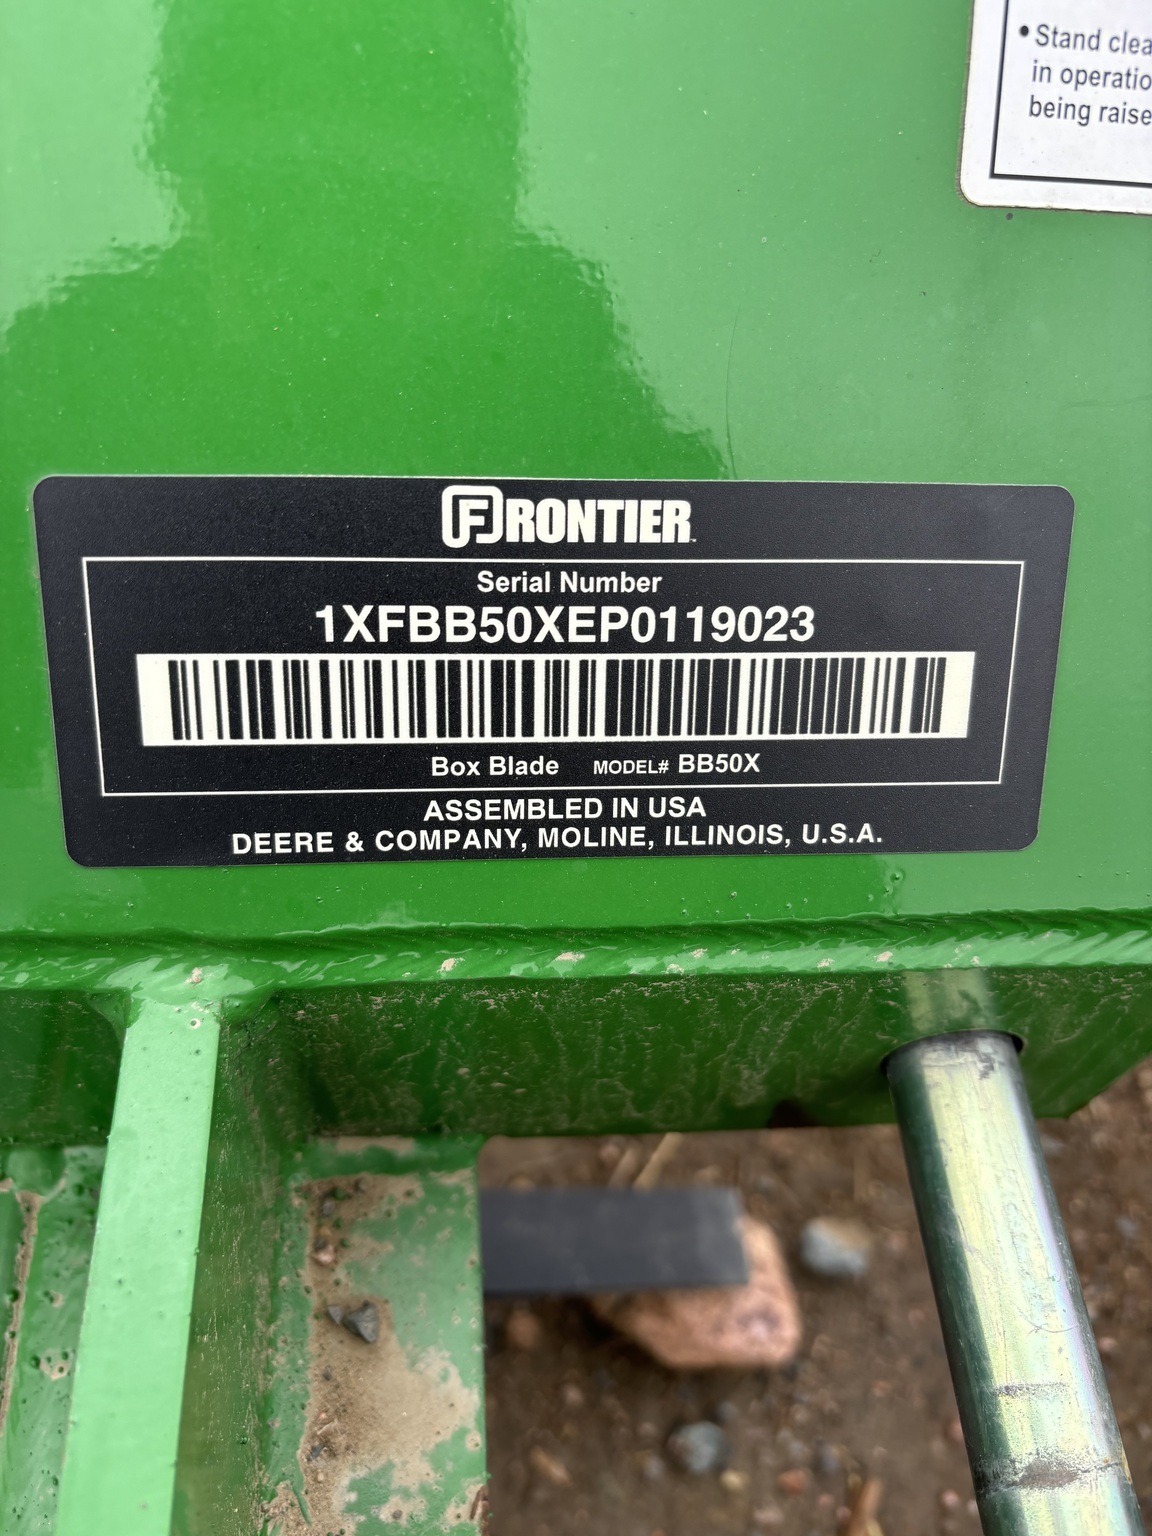 • Stand clea
in operatio
being raise
FRONTIER™
Serial Number
1XFBB50XEP0119023
Box Blade MODEL# BB50X
ASSEMBLED IN USA
DEERE & COMPANY, MOLINE, ILLINOIS, U.S.A.